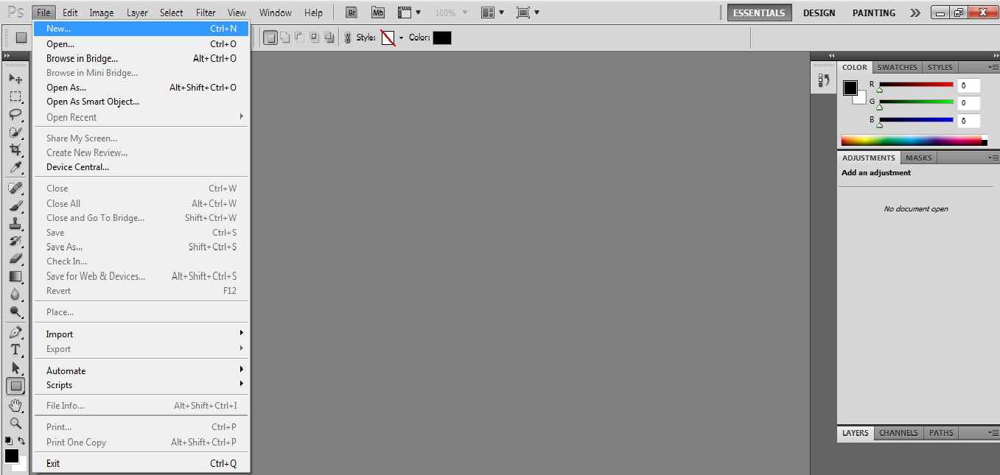 Ps File Edit Image Layer Select Filter View Window Help Br Mb 100% ESSENTIALS DESIGN PAINTING
Style: Color:
New... Ctrl+N
Open... Ctrl+O
Browse in Bridge... Alt+Ctrl+O
Browse in Mini Bridge...
Open As... Alt+Shift+Ctrl+O
Open As Smart Object...
Open Recent
Share My Screen...
Create New Review...
Device Central...
Close Ctrl+W
Close All Alt+Ctrl+W
Close and Go To Bridge... Shift+Ctrl+W
Save Ctrl+S
Save As... Shift+Ctrl+S
Check In...
Save for Web & Devices... Alt+Shift+Ctrl+S
Revert F12
Place...
Import
Export
Automate
Scripts
File Info... Alt+Shift+Ctrl+I
Print... Ctrl+P
Print One Copy Alt+Shift+Ctrl+P
Exit Ctrl+Q
COLOR SWATCHES STYLES
R 0
G 0
B 0
ADJUSTMENTS MASKS
Add an adjustment
No document open
LAYERS CHANNELS PATHS